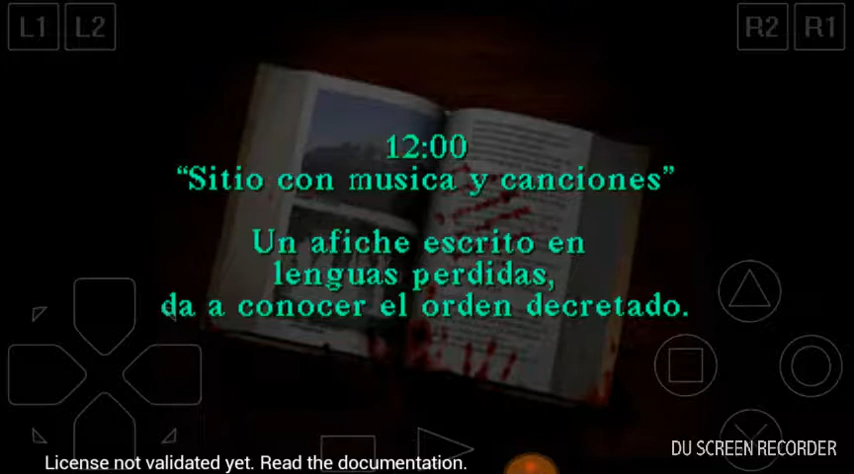 L1 L2 R2 R1
12:00
“Sitio con musica y canciones”
Un afiche escrito en
lenguas perdidas,
da a conocer el orden decretado.
DU SCREEN RECORDER
License not validated yet. Read the documentation.